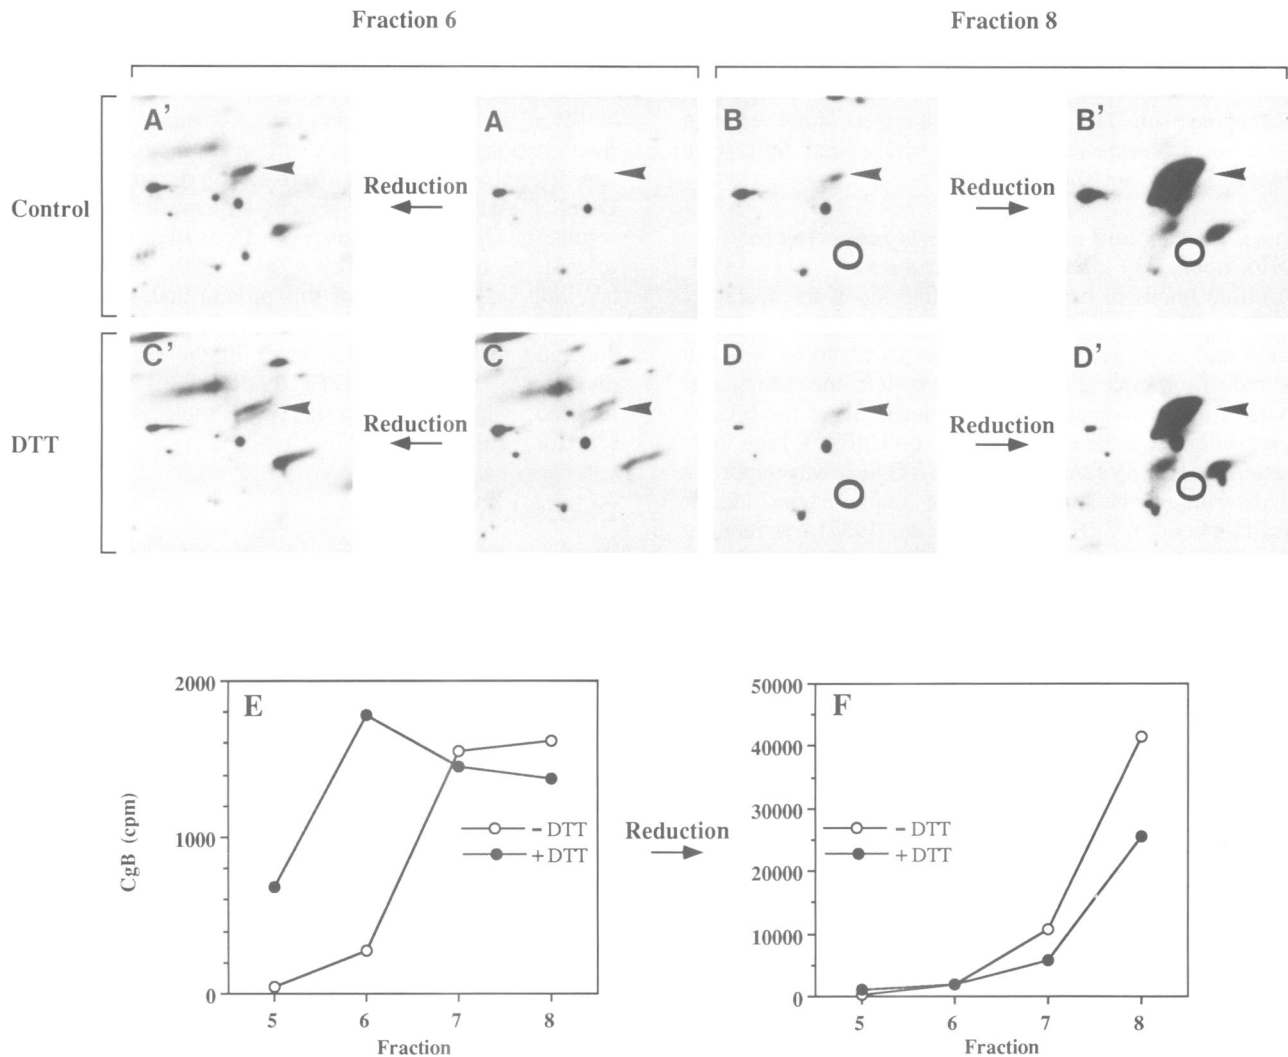 Fraction 6
Fraction 8
A’
A
B
B’
Control
Reduction
Reduction
C’
C
D
D’
DTT
Reduction
Reduction
E
F
2000
1000
0
CgB (cpm)
– DTT
+ DTT
5 6 7 8
Fraction
Reduction
50000
40000
30000
20000
10000
0
– DTT
+ DTT
5 6 7 8
Fraction